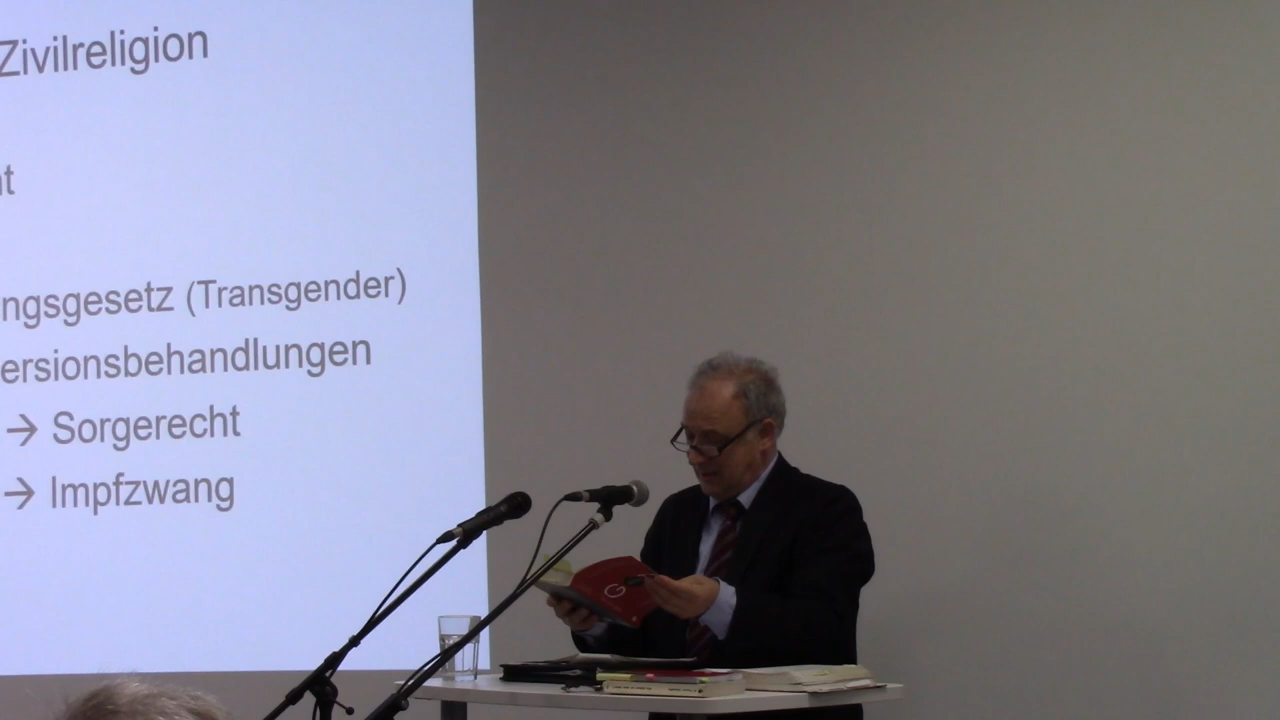 Zivilreligion
nt
ngsgesetz (Transgender)
ersionsbehandlungen
→ Sorgerecht
→ Impfzwang
G